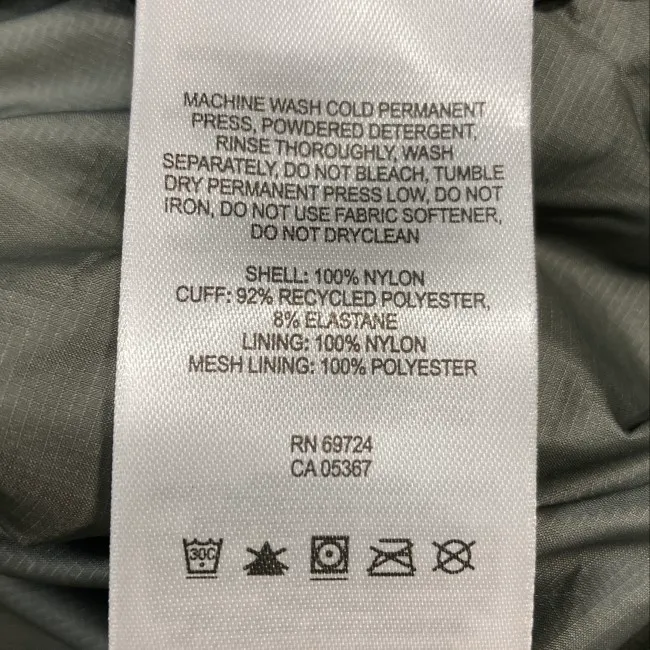 MACHINE WASH COLD PERMANENT
PRESS, POWDERED DETERGENT,
RINSE THOROUGHLY, WASH
SEPARATELY, DO NOT BLEACH, TUMBLE
DRY PERMANENT PRESS LOW, DO NOT
IRON, DO NOT USE FABRIC SOFTENER,
DO NOT DRYCLEAN
SHELL: 100% NYLON
CUFF: 92% RECYCLED POLYESTER,
8% ELASTANE
LINING: 100% NYLON
MESH LINING: 100% POLYESTER
RN 69724
CA 05367
30C